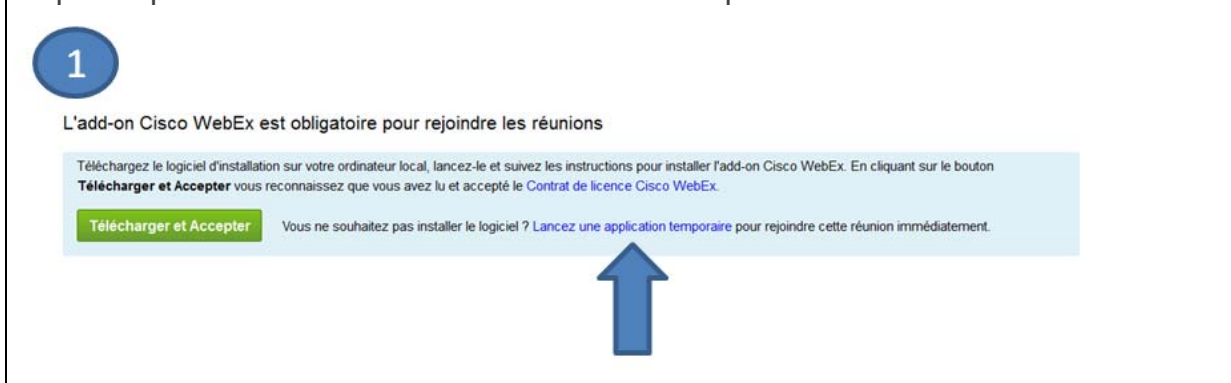 1
L'add-on Cisco WebEx est obligatoire pour rejoindre les réunions
Téléchargez le logiciel d'installation sur votre ordinateur local, lancez-le et suivez les instructions pour installer l'add-on Cisco WebEx. En cliquant sur le bouton
Télécharger et Accepter vous reconnaissez que vous avez lu et accepté le Contrat de licence Cisco WebEx.
Télécharger et Accepter Vous ne souhaitez pas installer le logiciel ? Lancez une application temporaire pour rejoindre cette réunion immédiatement.